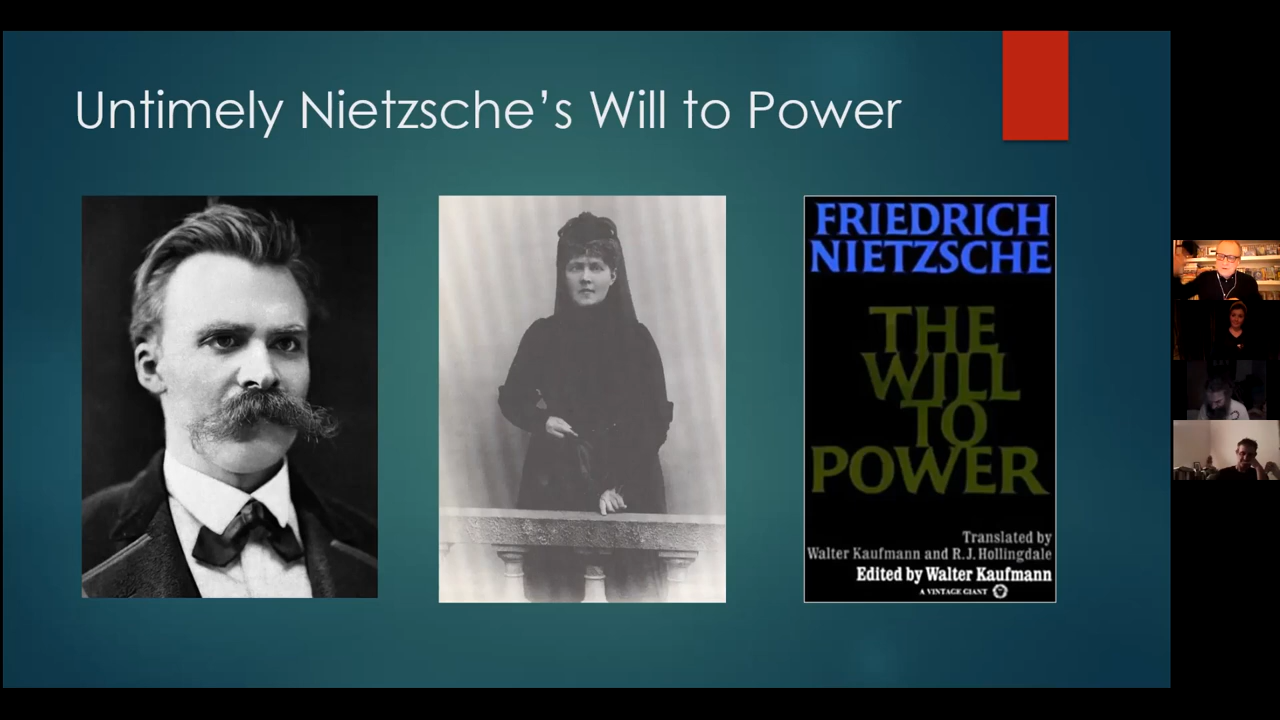 Untimely Nietzsche’s Will to Power
FRIEDRICH
NIETZSCHE
THE
WILL
TO
POWER
Translated by
Walter Kaufmann and R.J. Hollingdale
Edited by Walter Kaufmann
A VINTAGE GIANT